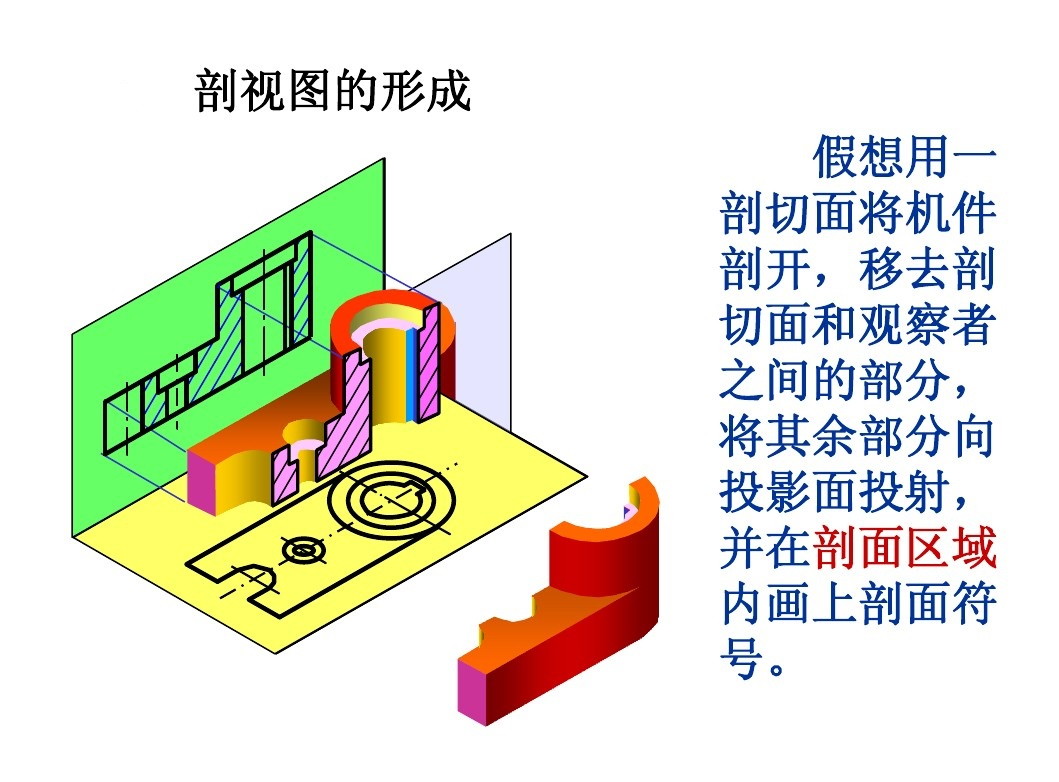 剖视图的形成
假想用一
剖切面将机件
剖开，移去剖
切面和观察者
之间的部分，
将其余部分向
投影面投射，
并在剖面区域
内画上剖面符
号。